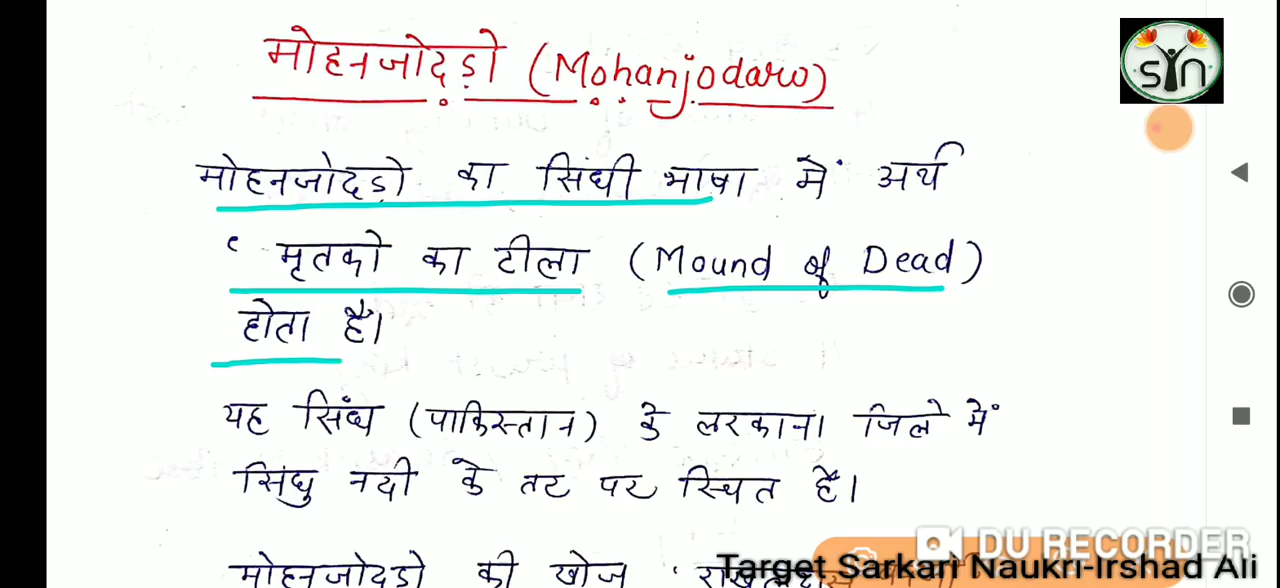 मोहनजोदड़ो (Mohanjodaro)
SYN
मोहनजोदड़ो का सिंधी भाषा में अर्थ
‘ मृतको का टीला (Mound of Dead)
होता है।
यह सिंध (पाकिस्तान) के लरकाना जिले में
सिंधु नदी के तट पर स्थित है।
DU RECORDER
मोहनजोदड़ो की खोज
Target Sarkari Naukri-Irshad Ali